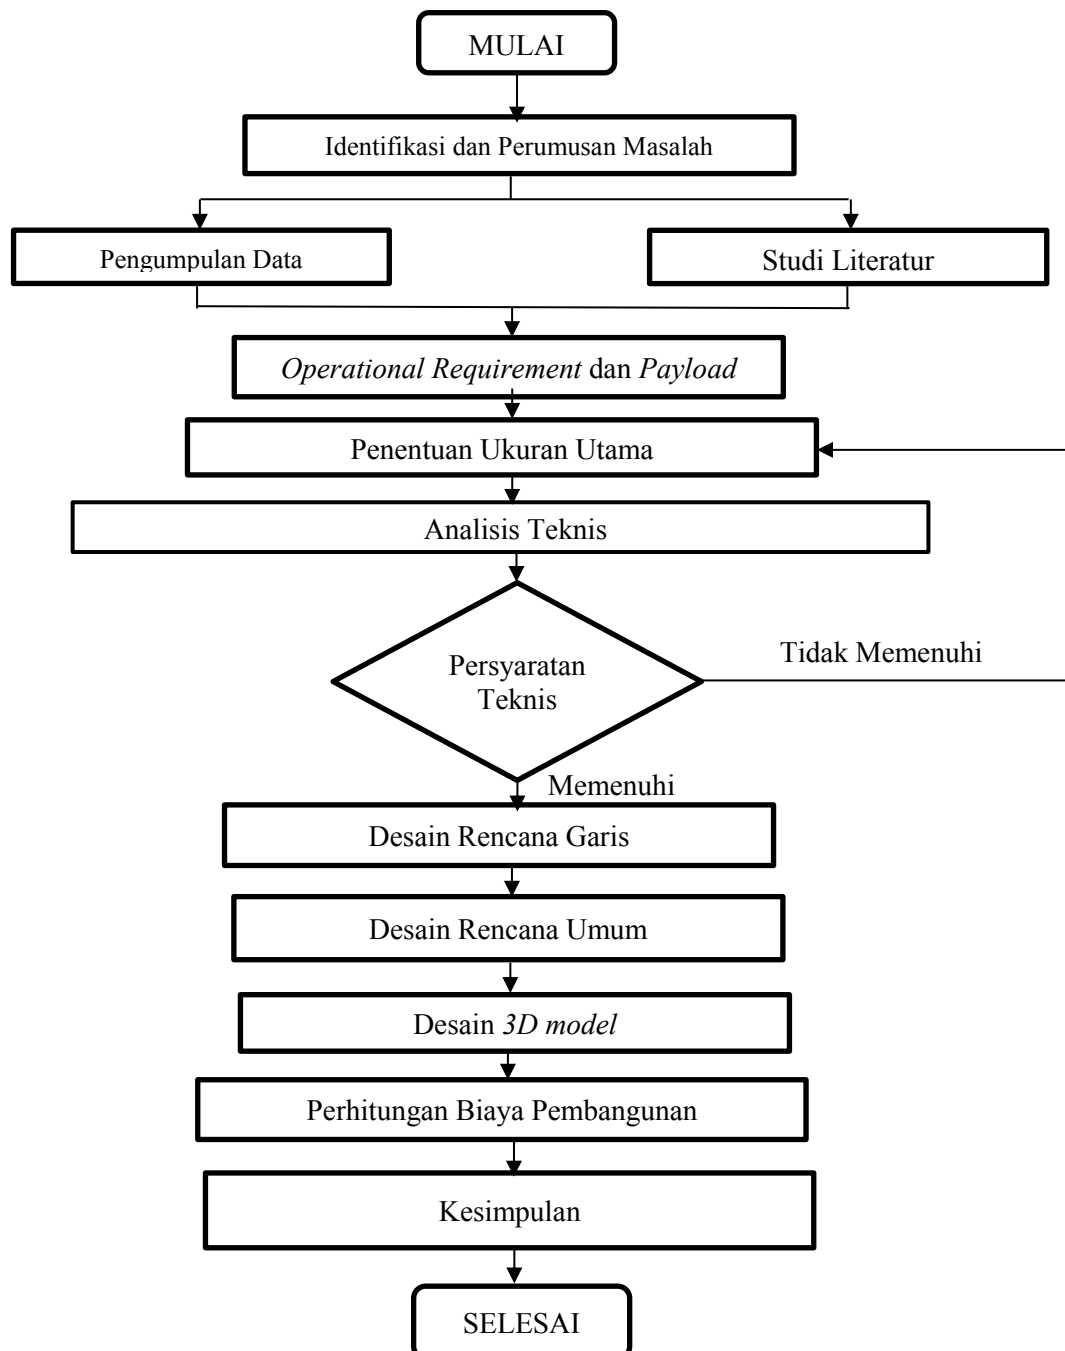 MULAI
Identifikasi dan Perumusan Masalah
Pengumpulan Data
Studi Literatur
Operational Requirement dan Payload
Penentuan Ukuran Utama
Analisis Teknis
Persyaratan
Teknis
Tidak Memenuhi
Memenuhi
Desain Rencana Garis
Desain Rencana Umum
Desain 3D model
Perhitungan Biaya Pembangunan
Kesimpulan
SELESAI